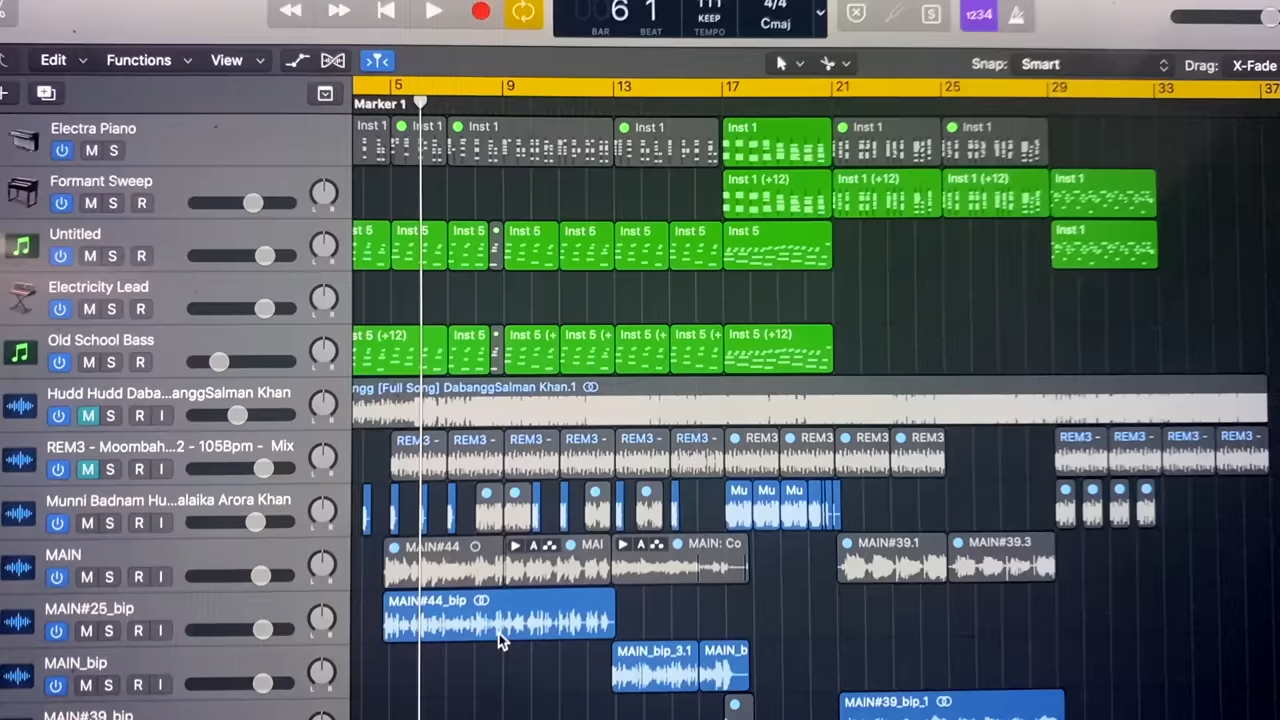 6 1
111
4/4
KEEP
Cmaj
BAR
BEAT
TEMPO
S
1234
Edit
Functions
View
Snap: Smart
Drag: X-Fade
5 9 13 17 21 25 29 33 37
Marker 1
Electra Piano
M S
Inst 1 Inst 1 Inst 1 Inst 1 Inst 1 Inst 1 Inst 1
Formant Sweep
M S R
L R
Inst 1 (+12) Inst 1 (+12) Inst 1 (+12) Inst 1
Untitled
M S R
L R
st 5 Inst 5 Inst 5 Inst 5 Inst 5 Inst 5 Inst 5 Inst 5 Inst 1
Electricity Lead
M S R
L R
Old School Bass
M S R
L R
st 5 (+12) Inst 5 Inst 5 (+ Inst 5 (+ Inst 5 (+ Inst 5 (+ Inst 5 (+12)
Hudd Hudd Daba...anggSalman Khan
M S R I
L R
ngg [Full Song] DabanggSalman Khan.1
REM3 - Moombah...2 - 105Bpm - Mix
M S R I
L R
REM3 - REM3 - REM3 - REM3 - REM3 - REM3 - REM3 REM3 REM3 REM3 REM3 - REM3 - REM3 - REM3 -
Munni Badnam Hu...alaika Arora Khan
M S R I
L R
Mu Mu Mu
MAIN
M S R I
L R
MAIN#44 A MAI A MAIN: Co MAIN#39.1 MAIN#39.3
MAIN#25_bip
M S R I
L R
MAIN#44_bip
MAIN_bip
M S R I
L R
MAIN_bip_3.1 MAIN_b
MAIN#39_bip
MAIN#39_bip_1